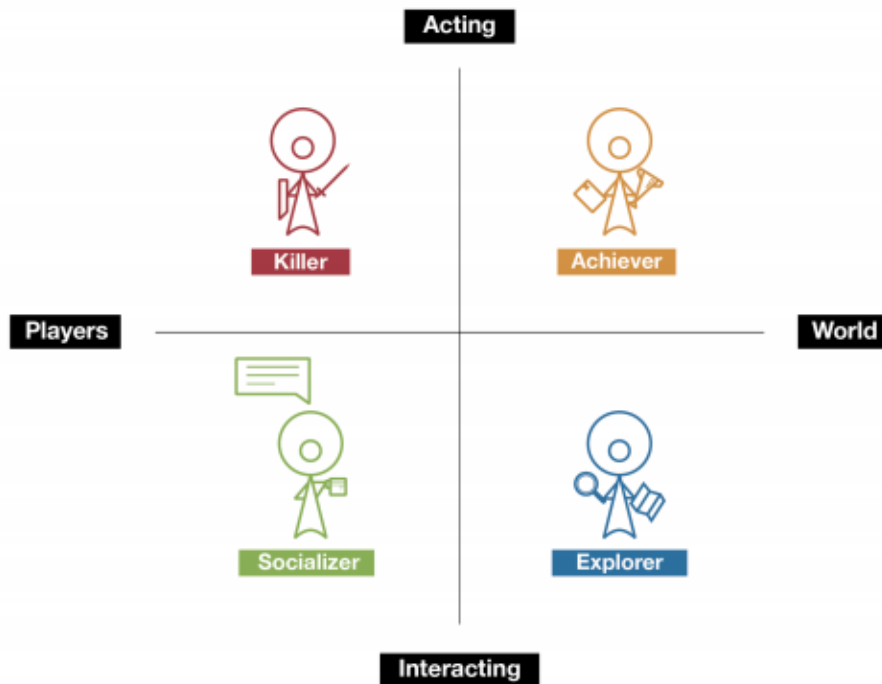 Acting
Killer
Achiever
Players
World
Socializer
Explorer
Interacting